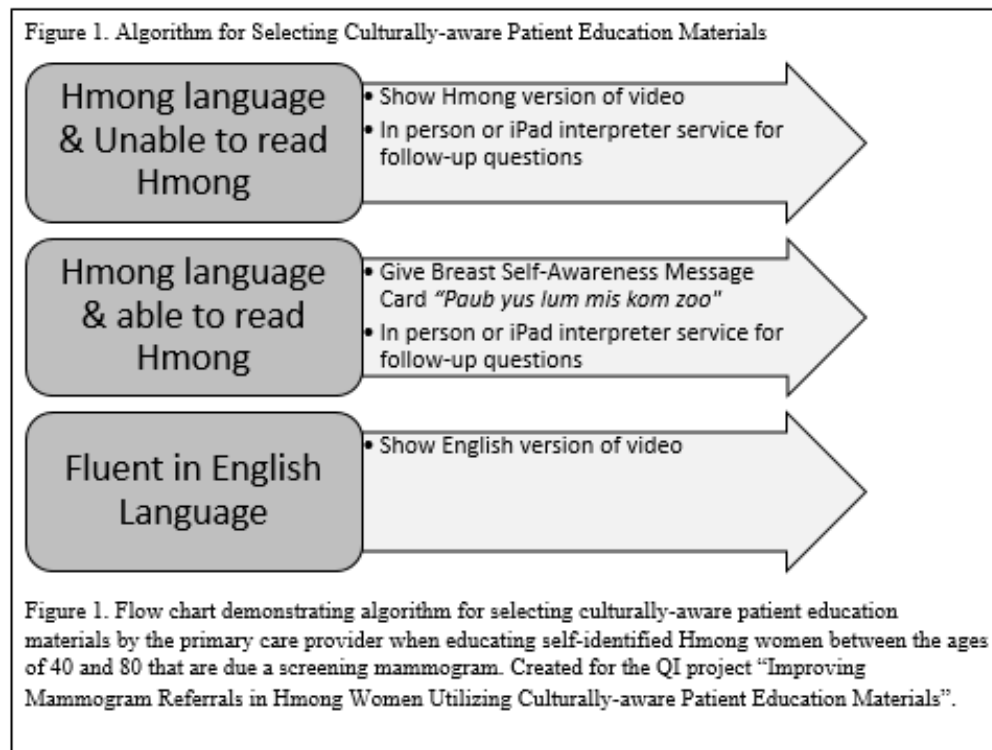 Figure 1. Algorithm for Selecting Culturally-aware Patient Education Materials
Hmong language
& Unable to read
Hmong
• Show Hmong version of video
• In person or iPad interpreter service for
follow-up questions
Hmong language
& able to read
Hmong
• Give Breast Self-Awareness Message
Card “Paub yus lum mis kom zoo"
• In person or iPad interpreter service for
follow-up questions
Fluent in English
Language
• Show English version of video
Figure 1. Flow chart demonstrating algorithm for selecting culturally-aware patient education
materials by the primary care provider when educating self-identified Hmong women between the ages
of 40 and 80 that are due a screening mammogram. Created for the QI project “Improving
Mammogram Referrals in Hmong Women Utilizing Culturally-aware Patient Education Materials”.